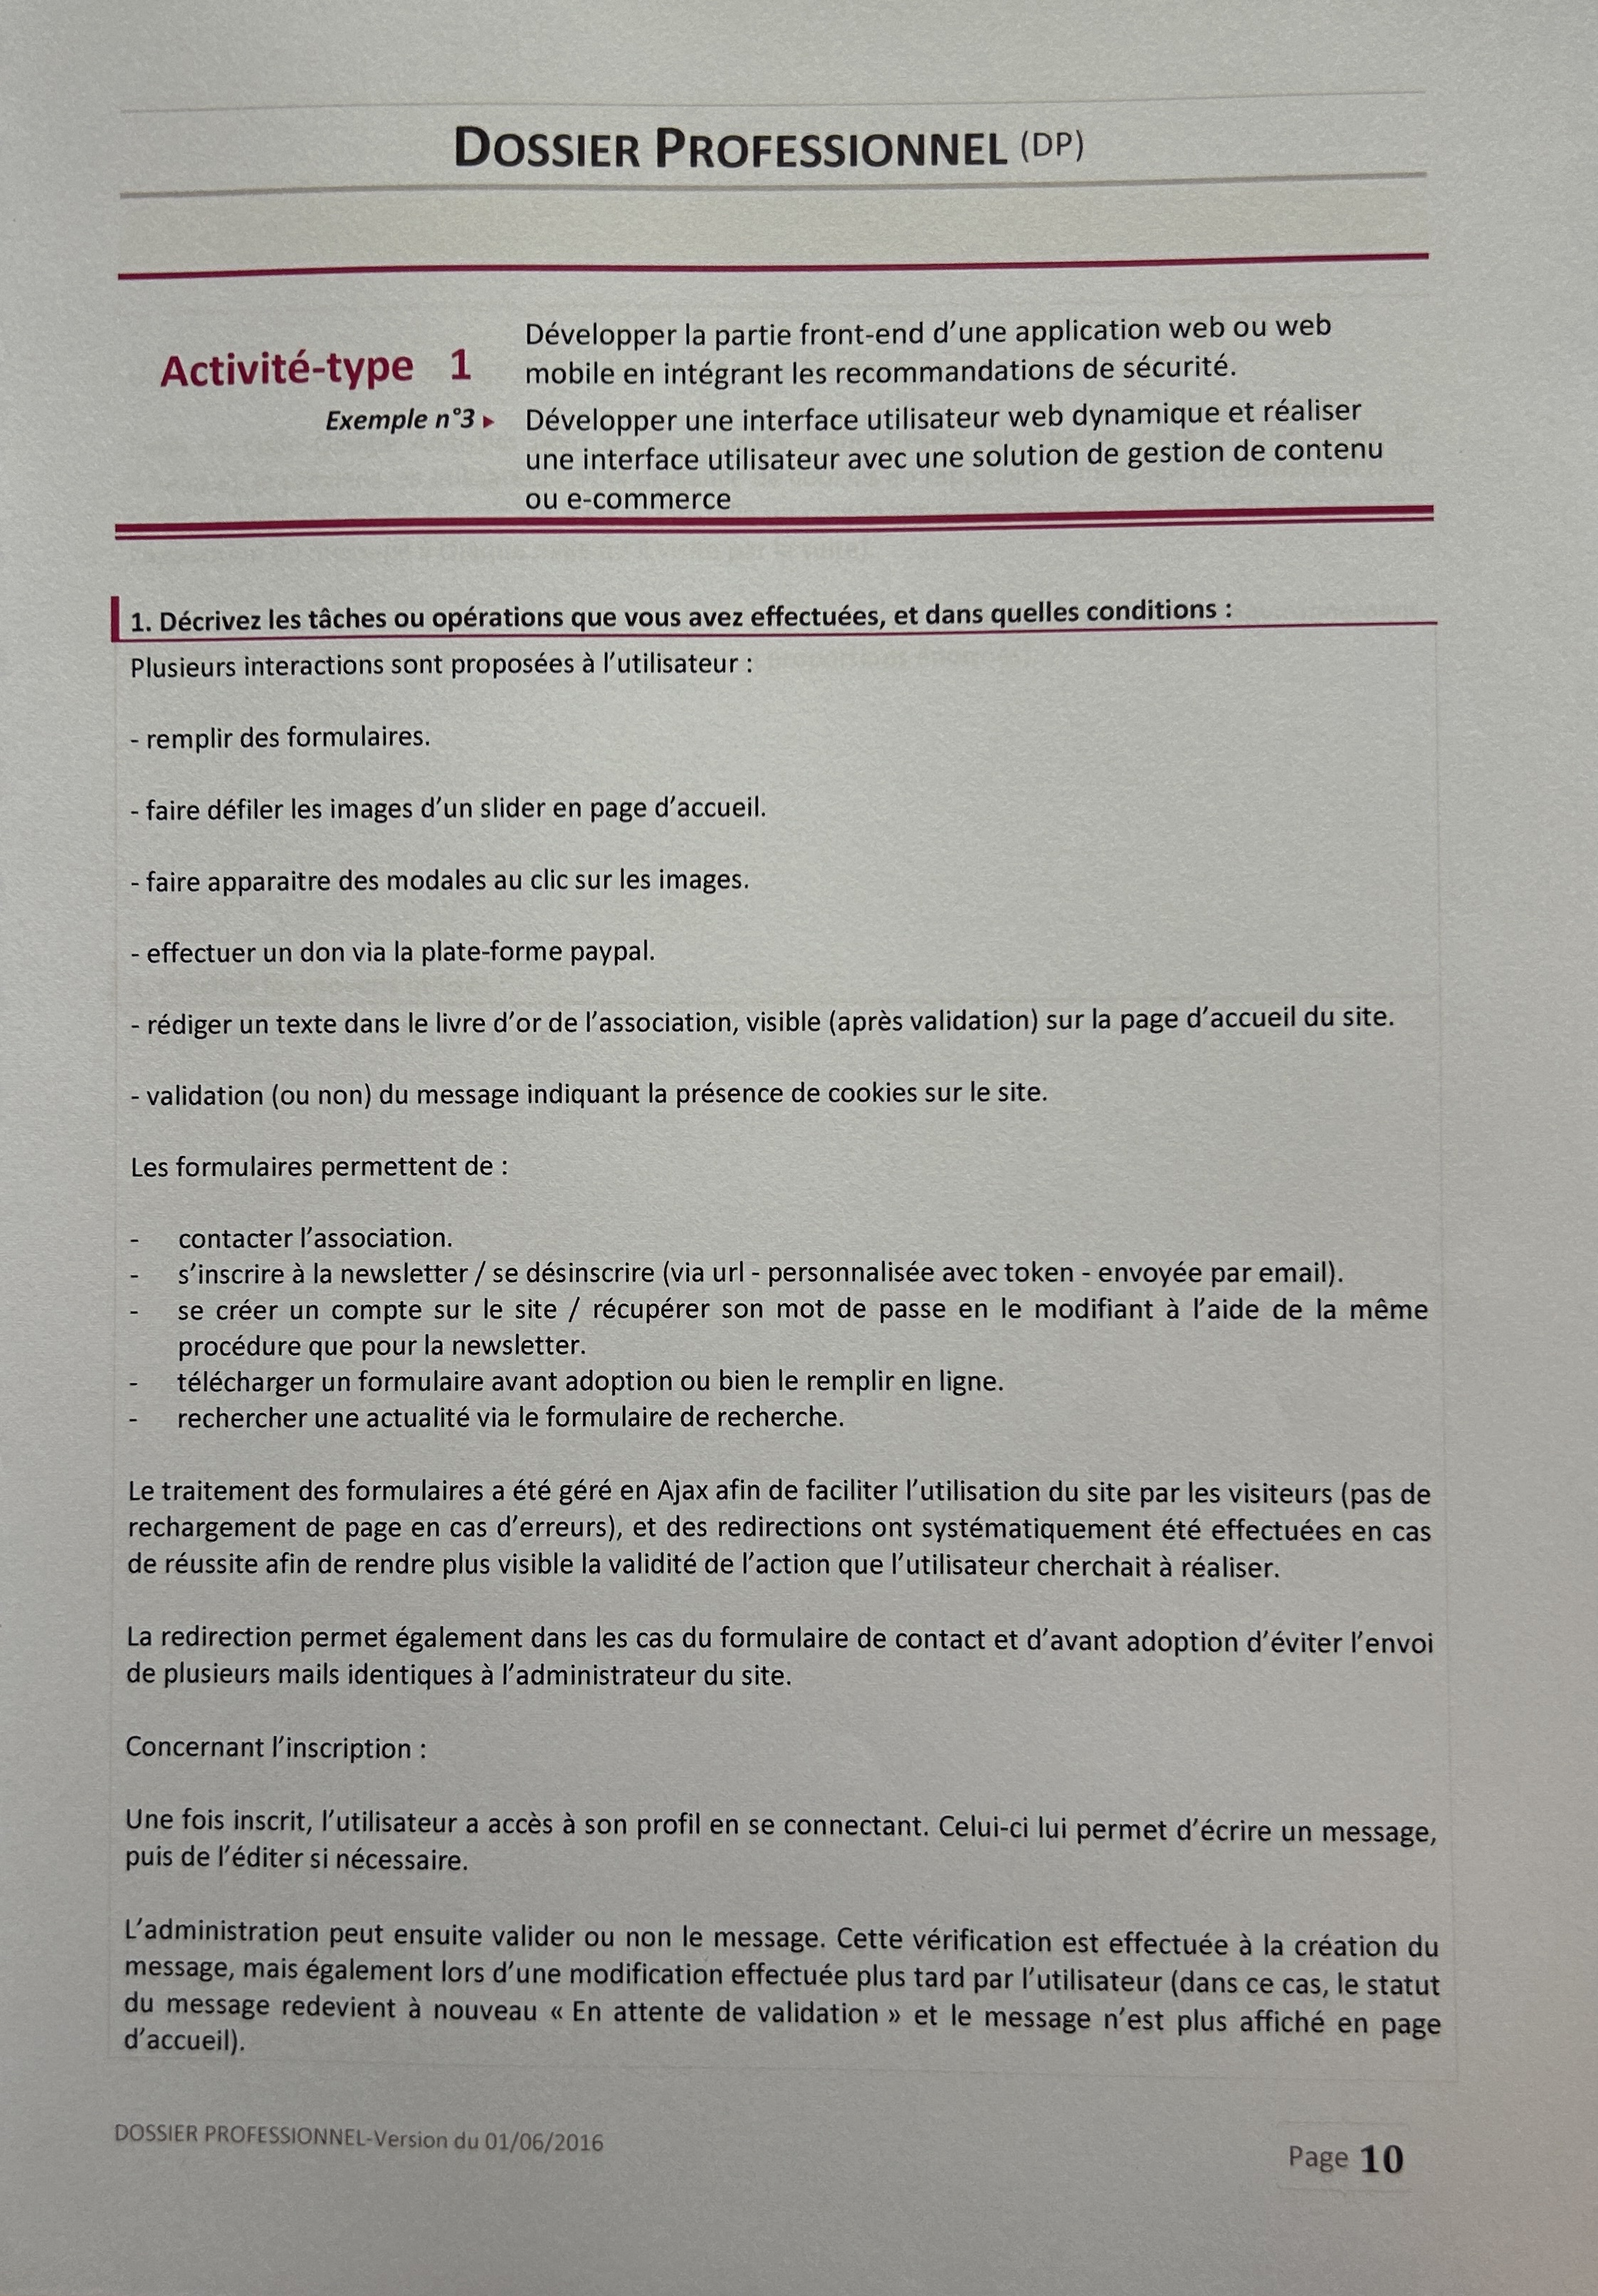 DOSSIER PROFESSIONNEL (DP)
Activité-type 1
Développer la partie front-end d’une application web ou web
mobile en intégrant les recommandations de sécurité.
Exemple n°3 ▸
Développer une interface utilisateur web dynamique et réaliser
une interface utilisateur avec une solution de gestion de contenu
ou e-commerce
1. Décrivez les tâches ou opérations que vous avez effectuées, et dans quelles conditions :
Plusieurs interactions sont proposées à l’utilisateur :
- remplir des formulaires.
- faire défiler les images d’un slider en page d’accueil.
- faire apparaitre des modales au clic sur les images.
- effectuer un don via la plate-forme paypal.
- rédiger un texte dans le livre d’or de l’association, visible (après validation) sur la page d’accueil du site.
- validation (ou non) du message indiquant la présence de cookies sur le site.
Les formulaires permettent de :
- contacter l’association.
- s’inscrire à la newsletter / se désinscrire (via url - personnalisée avec token - envoyée par email).
- se créer un compte sur le site / récupérer son mot de passe en le modifiant à l’aide de la même
procédure que pour la newsletter.
- télécharger un formulaire avant adoption ou bien le remplir en ligne.
- rechercher une actualité via le formulaire de recherche.
Le traitement des formulaires a été géré en Ajax afin de faciliter l’utilisation du site par les visiteurs (pas de
rechargement de page en cas d’erreurs), et des redirections ont systématiquement été effectuées en cas
de réussite afin de rendre plus visible la validité de l’action que l’utilisateur cherchait à réaliser.
La redirection permet également dans les cas du formulaire de contact et d’avant adoption d’éviter l’envoi
de plusieurs mails identiques à l’administrateur du site.
Concernant l’inscription :
Une fois inscrit, l’utilisateur a accès à son profil en se connectant. Celui-ci lui permet d’écrire un message,
puis de l’éditer si nécessaire.
L’administration peut ensuite valider ou non le message. Cette vérification est effectuée à la création du
message, mais également lors d’une modification effectuée plus tard par l’utilisateur (dans ce cas, le statut
du message redevient à nouveau « En attente de validation » et le message n’est plus affiché en page
d’accueil).
DOSSIER PROFESSIONNEL-Version du 01/06/2016
Page 10